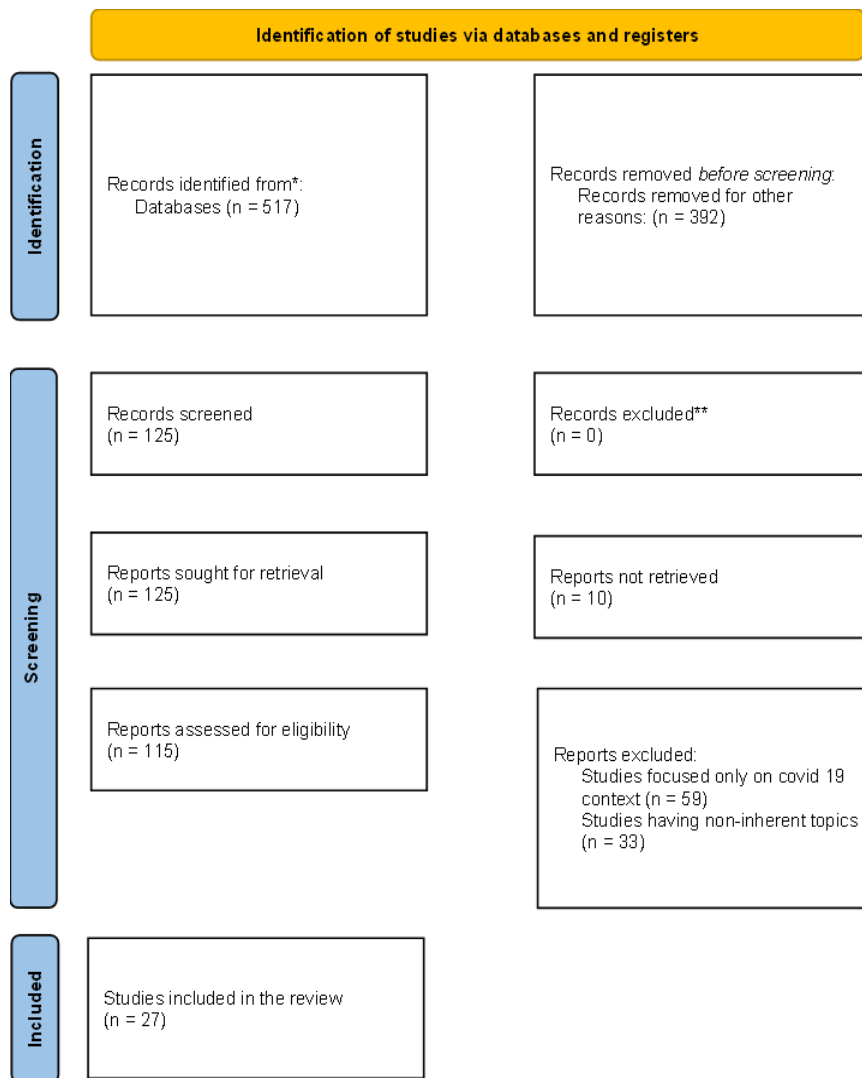 Identification of studies via databases and registers
Identification
Records identified from*:
Databases (n = 517)
Records removed before screening:
Records removed for other
reasons: (n = 392)
Screening
Records screened
(n = 125)
Records excluded**
(n = 0)
Reports sought for retrieval
(n = 125)
Reports not retrieved
(n = 10)
Reports assessed for eligibility
(n = 115)
Reports excluded:
Studies focused only on covid 19
context (n = 59)
Studies having non-inherent topics
(n = 33)
Included
Studies included in the review
(n = 27)